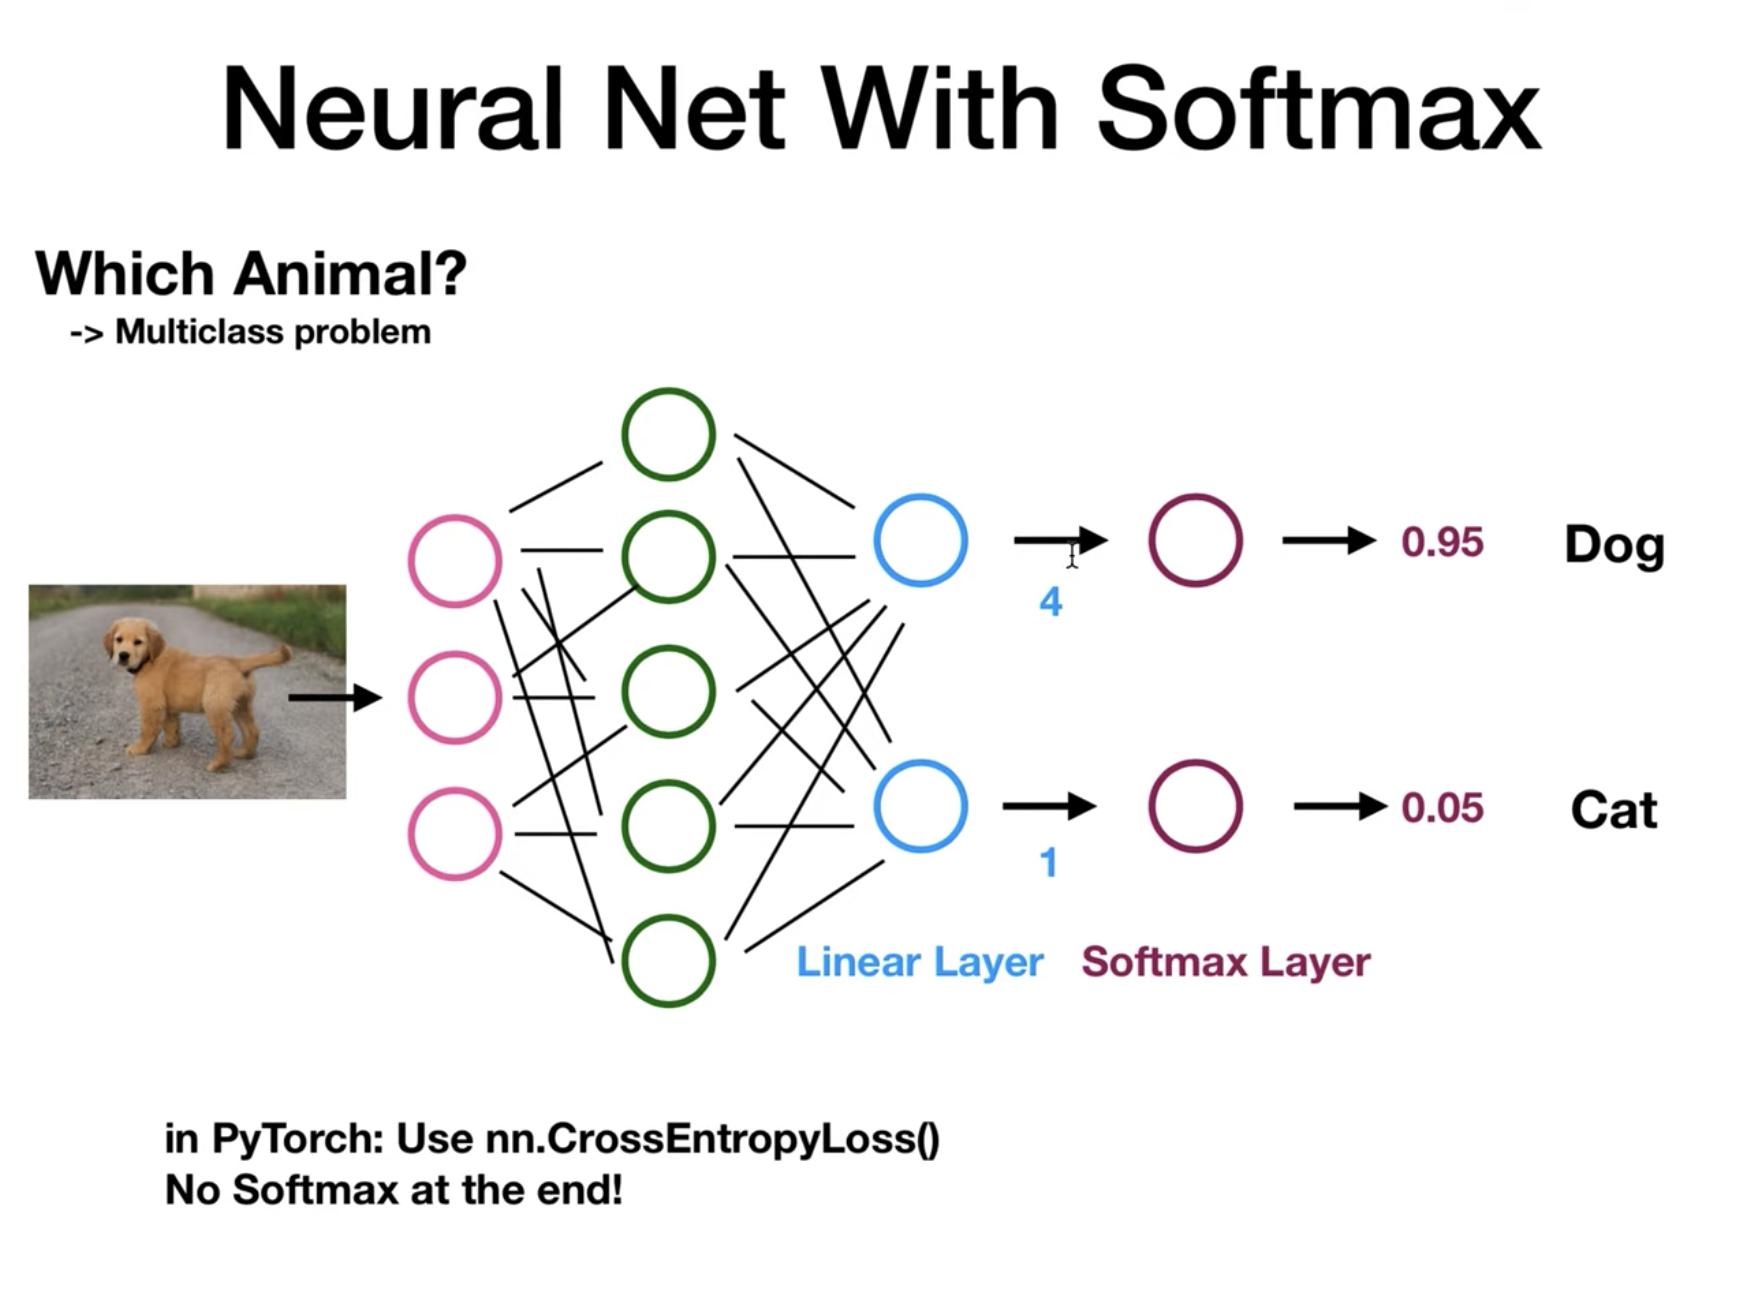 Neural Net With Softmax
Which Animal?
-> Multiclass problem
0.95 Dog
4
0.05 Cat
1
Linear Layer Softmax Layer
in PyTorch: Use nn.CrossEntropyLoss()
No Softmax at the end!